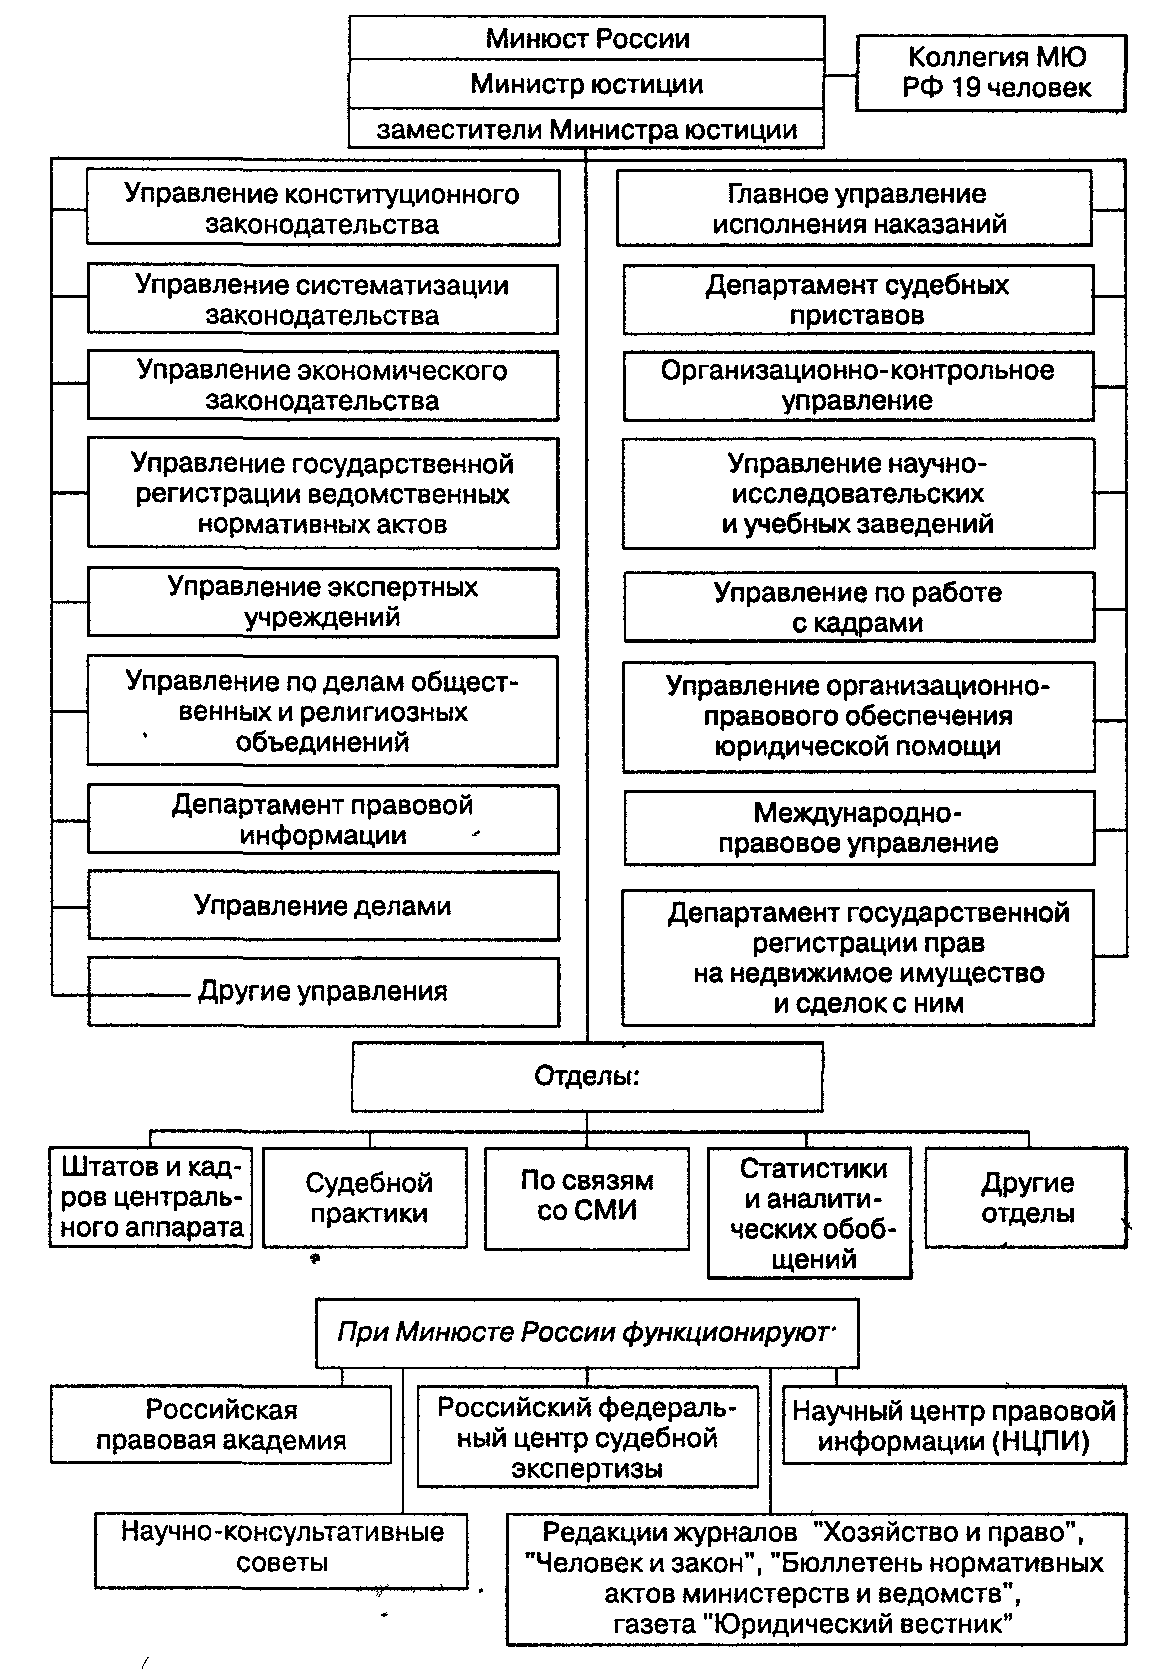 Минюст России
Министр юстиции
заместители Министра юстиции
Коллегия МЮ
РФ 19 человек
Управление конституционного
законодательства
Управление систематизации
законодательства
Управление экономического
законодательства
Управление государственной
регистрации ведомственных
нормативных актов
Управление экспертных
учреждений
Управление по делам общест-
венных и религиозных
объединений
Департамент правовой
информации
Управление делами
Другие управления
Главное управление
исполнения наказаний
Департамент судебных
приставов
Организационно-контрольное
управление
Управление научно-
исследовательских
и учебных заведений
Управление по работе
с кадрами
Управление организационно-
правового обеспечения
юридической помощи
Международно-
правовое управление
Департамент государственной
регистрации прав
на недвижимое имущество
и сделок с ним
Отделы:
Штатов и кад-
ров централь-
ного аппарата
Судебной
практики
По связям
со СМИ
Статистики
и аналити-
ческих обоб-
щений
Другие
отделы
При Минюсте России функционируют:
Российская
правовая академия
Российский федераль-
ный центр судебной
экспертизы
Научный центр правовой
информации (НЦПИ)
Научно-консультативные
советы
Редакции журналов "Хозяйство и право",
"Человек и закон", "Бюллетень нормативных
актов министерств и ведомств",
газета "Юридический вестник"